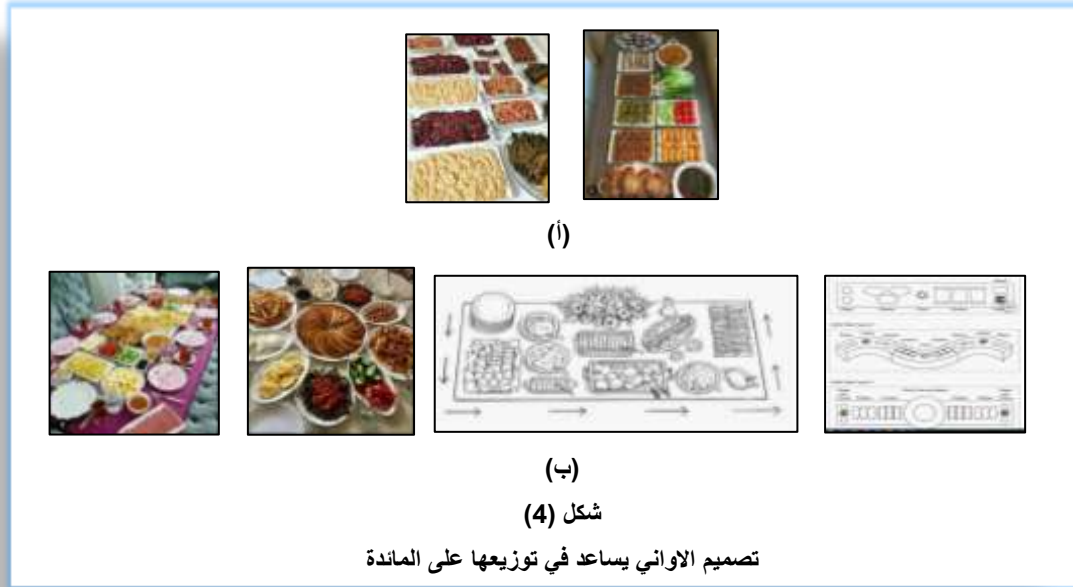 (أ)
(ب)
شكل (4)
تصميم الاواني يساعد في توزيعها على المائدة